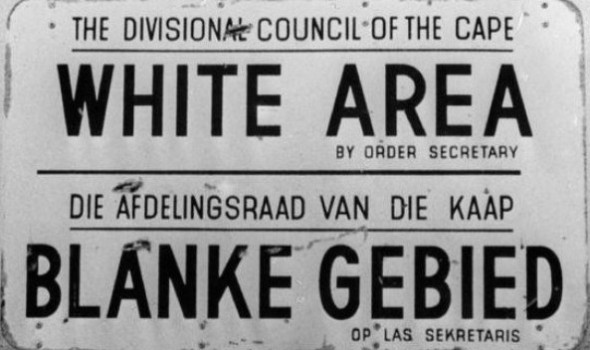 THE DIVISIONAL COUNCIL OF THE CAPE
WHITE AREA
BY ORDER SECRETARY
DIE AFDELINGSRAAD VAN DIE KAAP
BLANKE GEBIED
OP LAS SEKRETARIS